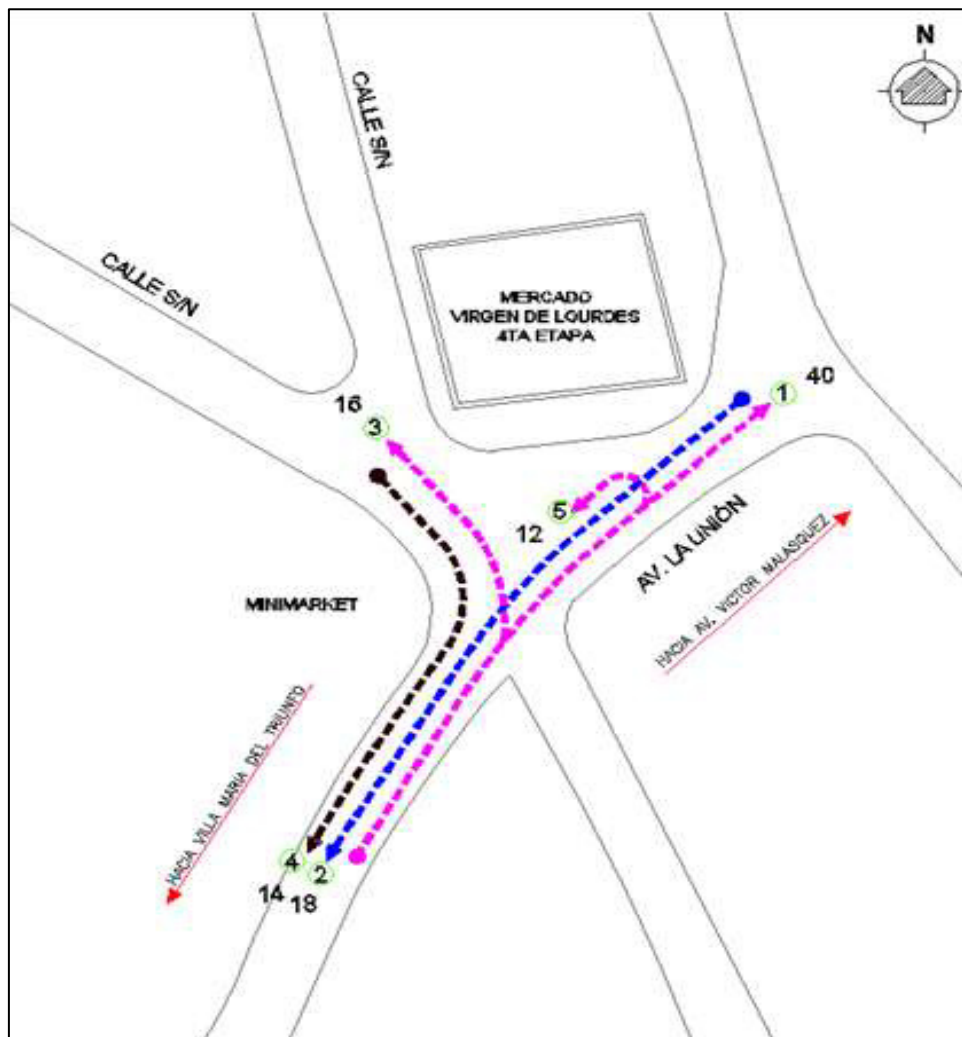 N
CALLE S/N
CALLE S/N
MERCADO
VIRGEN DE LOURDES
4TA ETAPA
1
40
16
3
5
12
AV. LA UNIÓN
HACIA AV. VICTOR MALASQUEZ
MINIMARKET
HACIA VILLA MARIA DEL TRIUNFO
4
2
14
18